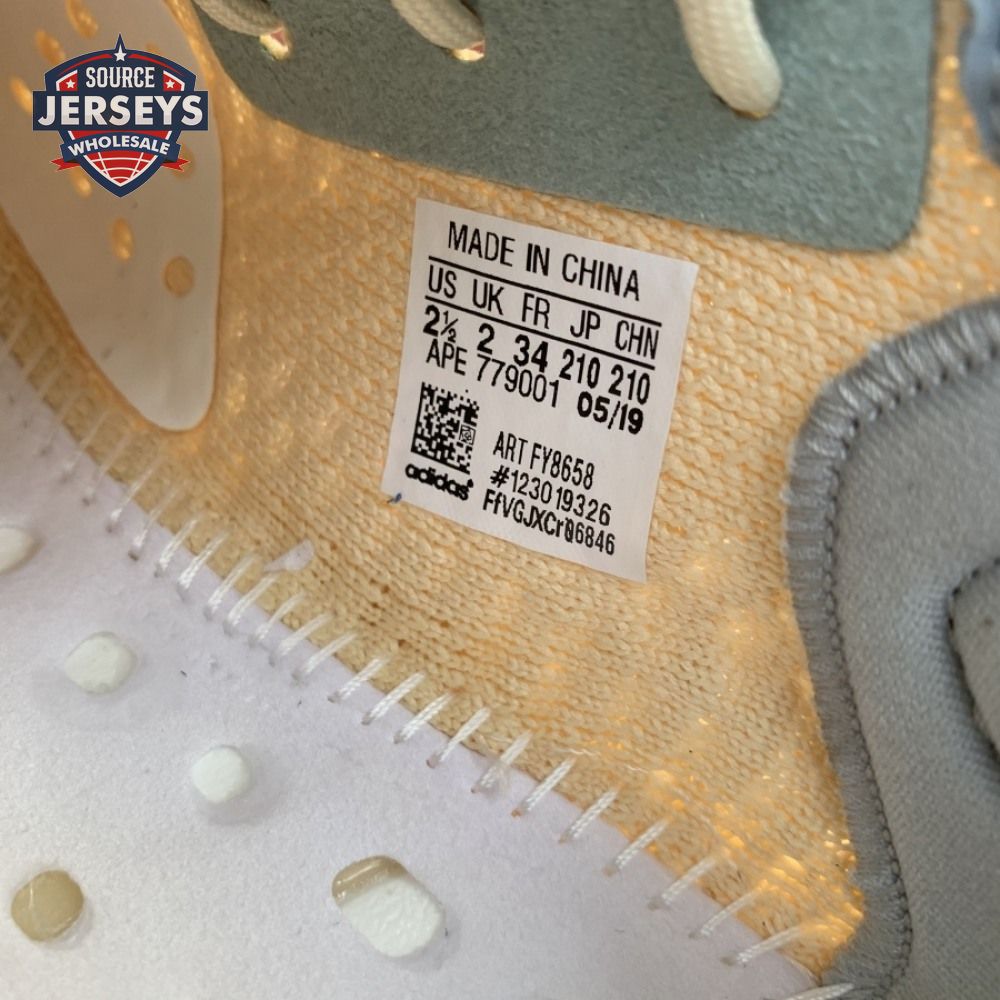 SOURCE
JERSEYS
WHOLESALE
MADE IN CHINA
US UK FR JP CHN
2½ 2 34 210 210
APE 779001 05/19
ART FY8658
#123019326
adidas